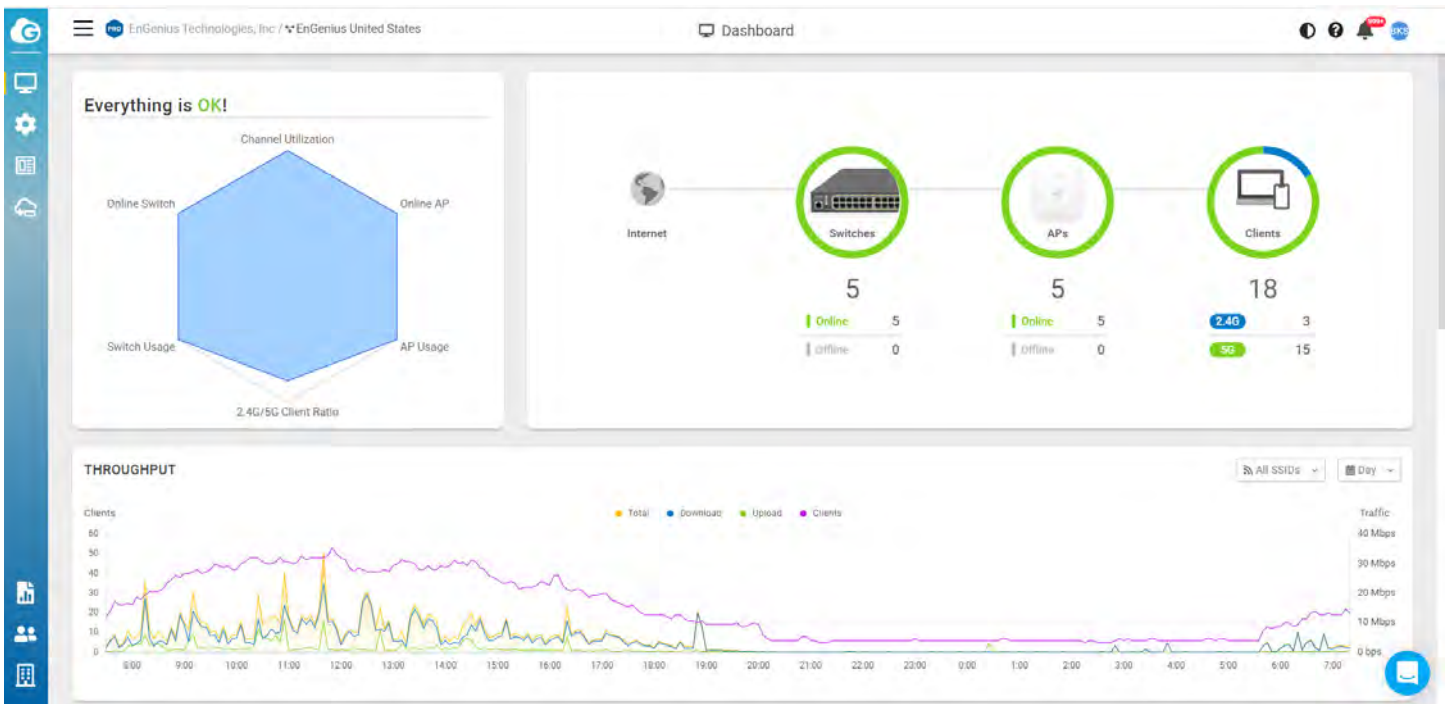 PRO EnGenius Technologies, Inc / EnGenius United States
Dashboard
999+
BKS
Everything is OK!
Channel Utilization
Online Switch
Online AP
Switch Usage
AP Usage
2.4G/5G Client Ratio
Internet
Switches
APs
Clients
5
5
18
Online 5
Online 5
2.4G 3
Offline 0
Offline 0
5G 15
THROUGHPUT
All SSIDs
Day
Clients
Total Download Upload Clients
Traffic
60
40 Mbps
50
40
30 Mbps
30
20 Mbps
20
10
10 Mbps
0
0 bps
8:00 9:00 10:00 11:00 12:00 13:00 14:00 15:00 16:00 17:00 18:00 19:00 20:00 21:00 22:00 23:00 0:00 1:00 2:00 3:00 4:00 5:00 6:00 7:00